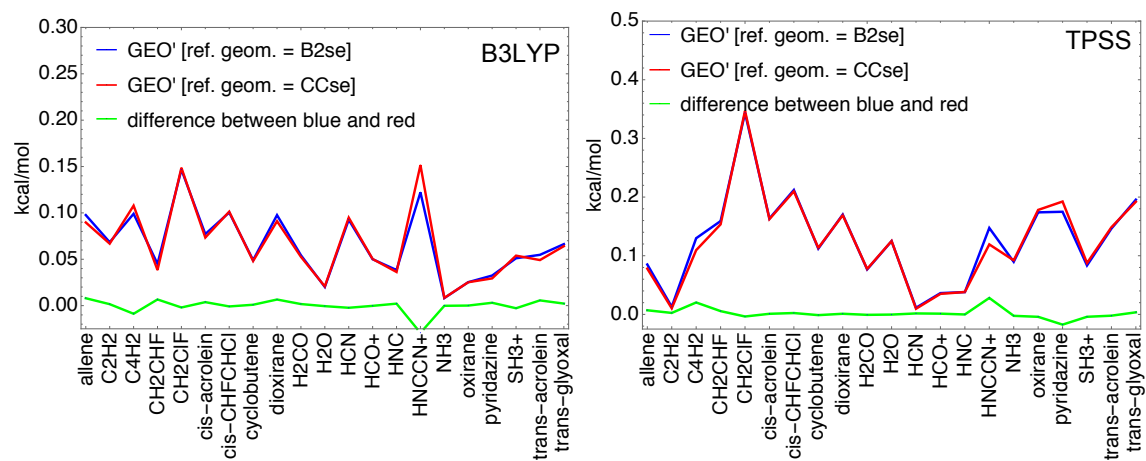 B3LYP
GEO' [ref. geom. = B2se]
GEO' [ref. geom. = CCse]
difference between blue and red
kcal/mol
0.30
0.25
0.20
0.15
0.10
0.05
0.00
allene
C2H2
C4H2
CH2CHF
CH2ClF
cis-acrolein
cis-CHFCHCl
cyclobutene
dioxirane
H2CO
H2O
HCN
HCO+
HNC
HNCCN+
NH3
oxirane
pyridazine
SH3+
trans-acrolein
trans-glyoxal
TPSS
GEO' [ref. geom. = B2se]
GEO' [ref. geom. = CCse]
difference between blue and red
kcal/mol
0.5
0.4
0.3
0.2
0.1
0.0
allene
C2H2
C4H2
CH2CHF
CH2ClF
cis-acrolein
cis-CHFCHCl
cyclobutene
dioxirane
H2CO
H2O
HCN
HCO+
HNC
HNCCN+
NH3
oxirane
pyridazine
SH3+
trans-acrolein
trans-glyoxal